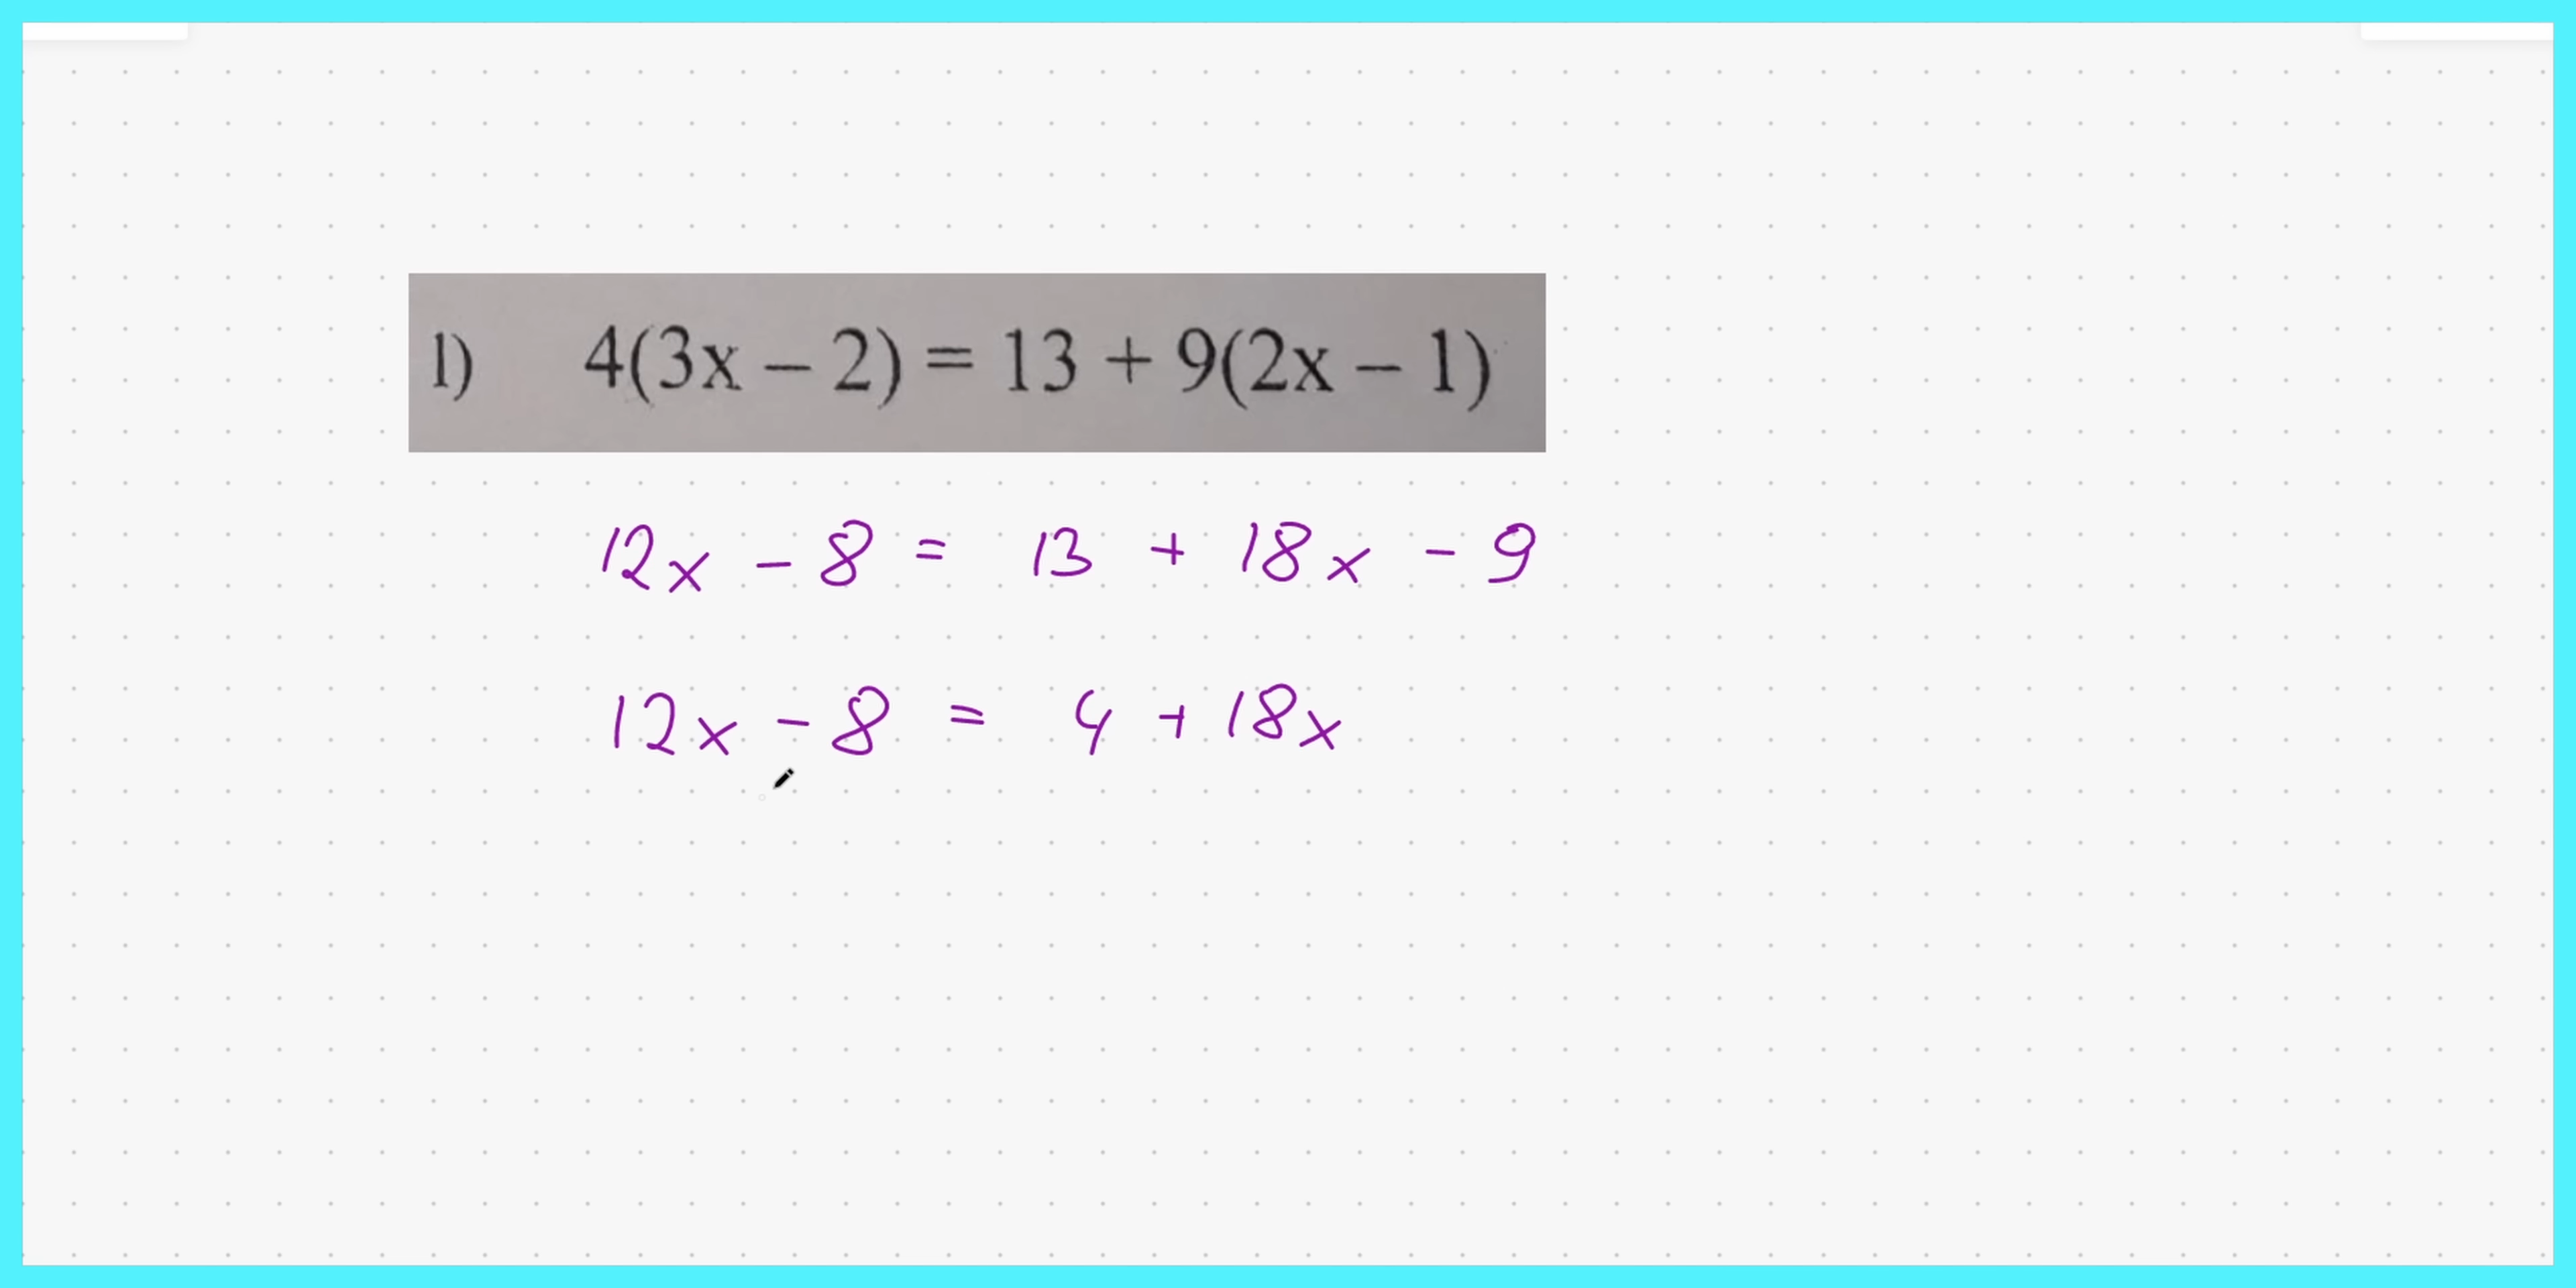 1) 4(3x – 2) = 13 + 9(2x – 1)
12x - 8 = 13 + 18x - 9
12x - 8 = 4 + 18x